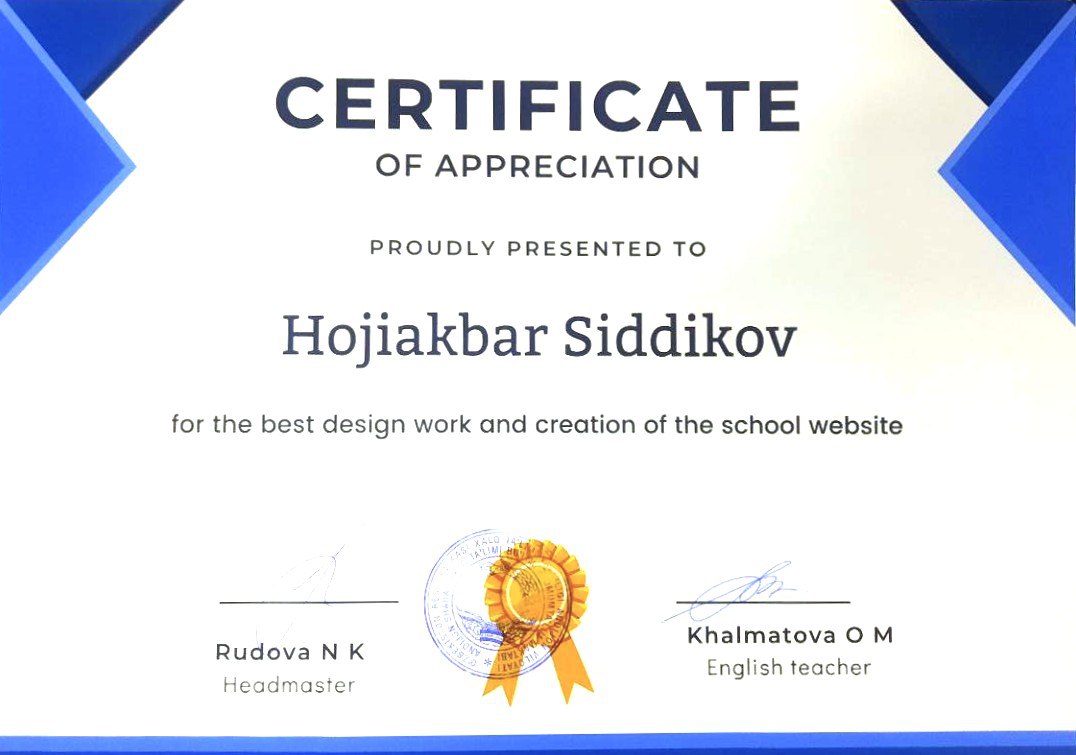 CERTIFICATE
OF APPRECIATION
PROUDLY PRESENTED TO
Hojiakbar Siddikov
for the best design work and creation of the school website
Rudova N K
Headmaster
Khalmatova O M
English teacher